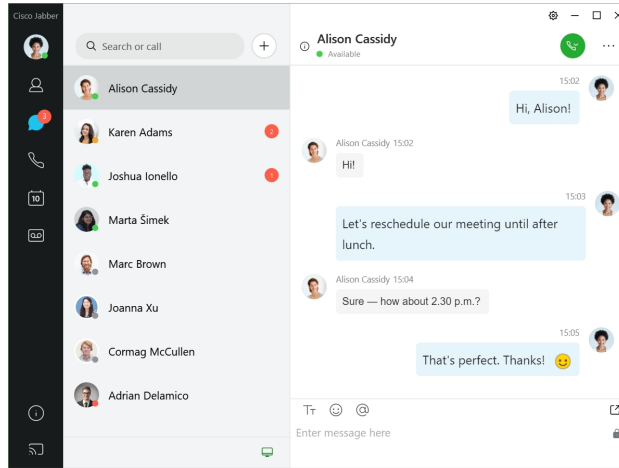 Cisco Jabber
Search or call
Alison Cassidy
Available
3
10
Alison Cassidy
Karen Adams
2
Joshua Ionello
1
Marta Šimek
Marc Brown
Joanna Xu
Cormag McCullen
Adrian Delamico
15:02
Hi, Alison!
Alison Cassidy 15:02
Hi!
15:03
Let's reschedule our meeting until after
lunch.
Alison Cassidy 15:04
Sure — how about 2.30 p.m.?
15:05
That's perfect. Thanks!
TT @
Enter message here